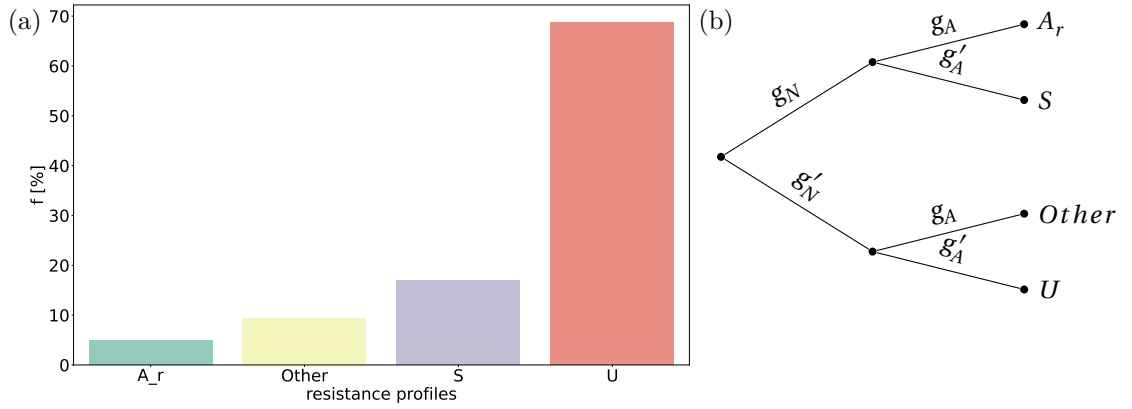 (a)
f [%]
70
60
50
40
30
20
10
0
A_r Other S U
resistance profiles
(b)
g_N
g'_N
g_A
g'_A
g_A
g'_A
A_r
S
Other
U